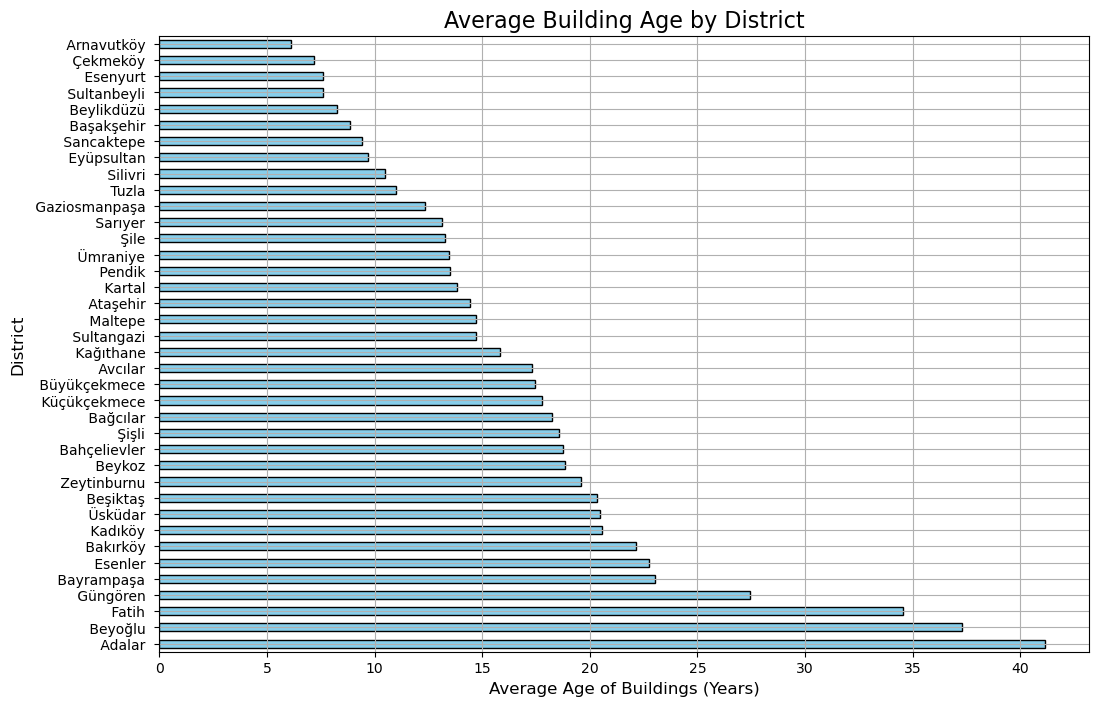 Average Building Age by District
Arnavutköy
Çekmeköy
Esenyurt
Sultanbeyli
Beylikdüzü
Başakşehir
Sancaktepe
Eyüpsultan
Silivri
Tuzla
Gaziosmanpaşa
Sarıyer
Şile
Ümraniye
Pendik
Kartal
Ataşehir
Maltepe
Sultangazi
Kağıthane
Avcılar
Büyükçekmece
Küçükçekmece
Bağcılar
Şişli
Bahçelievler
Beykoz
Zeytinburnu
Beşiktaş
Üsküdar
Kadıköy
Bakırköy
Esenler
Bayrampaşa
Güngören
Fatih
Beyoğlu
Adalar
District
0 5 10 15 20 25 30 35 40
Average Age of Buildings (Years)